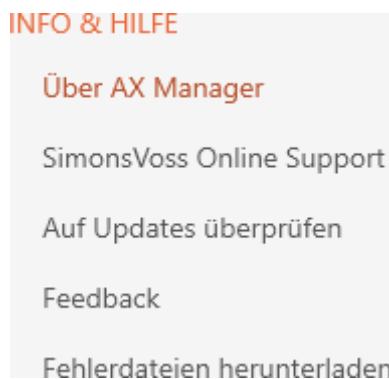 INFO & HILFE
Über AX Manager
SimonsVoss Online Support
Auf Updates überprüfen
Feedback
Fehlerdateien herunterladen